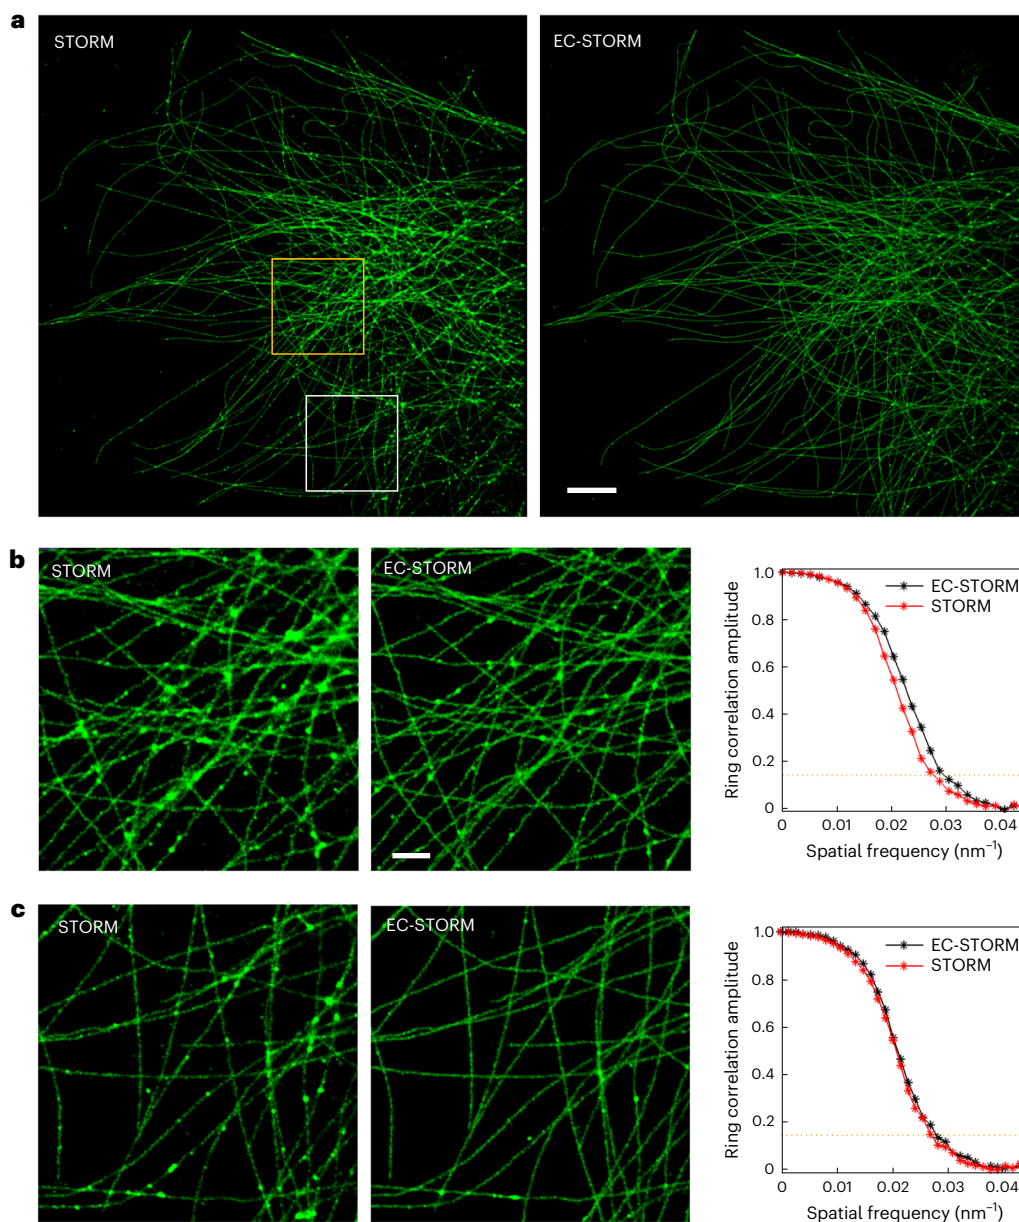 a
STORM
EC-STORM
b
STORM
EC-STORM
1.0
0.8
0.6
0.4
0.2
0
0
0.01
0.02
0.03
0.04
Ring correlation amplitude
Spatial frequency (nm⁻¹)
EC-STORM
STORM
c
STORM
EC-STORM
1.0
0.8
0.6
0.4
0.2
0
0
0.01
0.02
0.03
0.04
Ring correlation amplitude
Spatial frequency (nm⁻¹)
EC-STORM
STORM